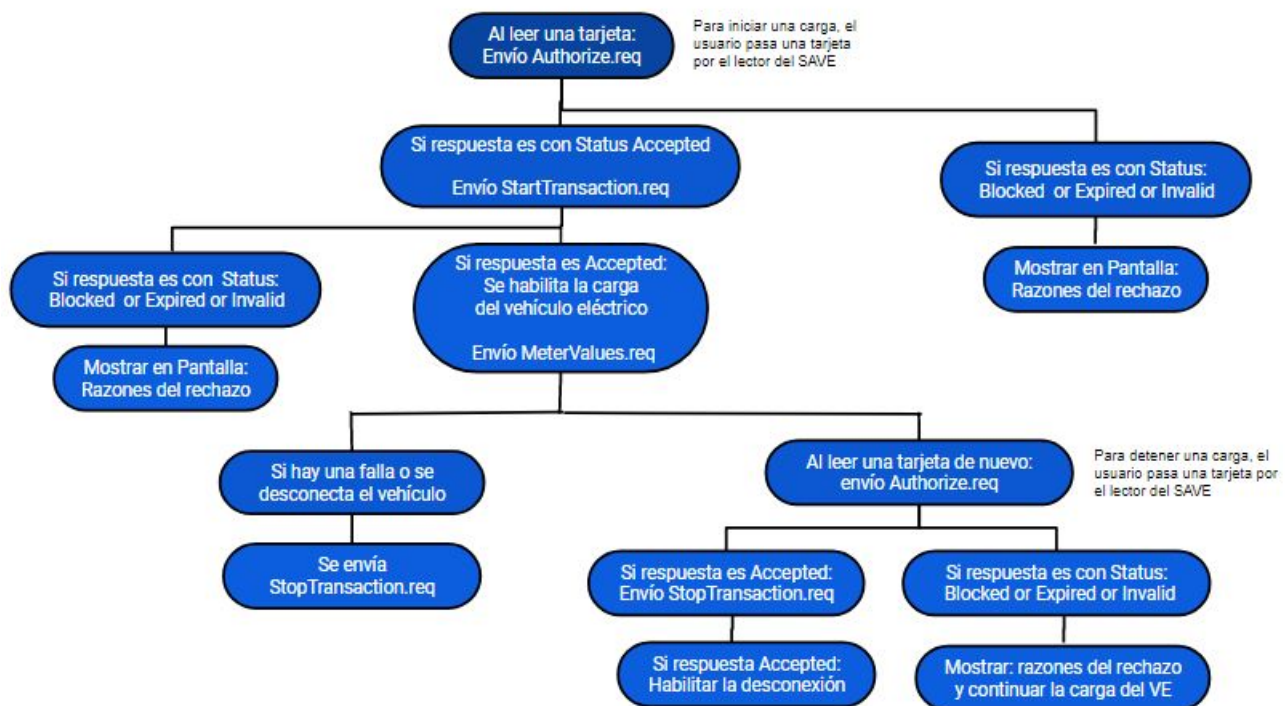 Al leer una tarjeta:
Envío Authorize.req
Para iniciar una carga, el
usuario pasa una tarjeta
por el lector del SAVE
Si respuesta es con Status Accepted
Envío StartTransaction.req
Si respuesta es con Status:
Blocked or Expired or Invalid
Mostrar en Pantalla:
Razones del rechazo
Si respuesta es con Status:
Blocked or Expired or Invalid
Mostrar en Pantalla:
Razones del rechazo
Si respuesta es Accepted:
Se habilita la carga
del vehículo eléctrico
Envío MeterValues.req
Si hay una falla o se
desconecta el vehículo
Se envía
StopTransaction.req
Al leer una tarjeta de nuevo:
envío Authorize.req
Para detener una carga, el
usuario pasa una tarjeta por
el lector del SAVE
Si respuesta es Accepted:
Envío StopTransaction.req
Si respuesta Accepted:
Habilitar la desconexión
Si respuesta es con Status:
Blocked or Expired or Invalid
Mostrar: razones del rechazo
y continuar la carga del VE